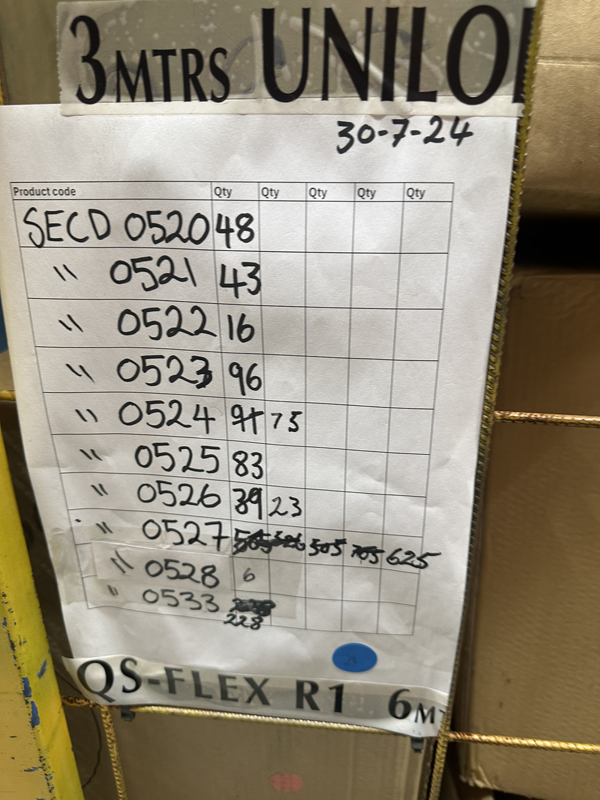 3MTRS UNILO
30-7-24
Product code Qty Qty Qty Qty Qty
SECD 0520 48
" 0521 43
" 0522 16
" 0523 96
" 0524 91 75
" 0525 83
" 0526 39 23
" 0527 505 705 625
" 0528 6
" 0533
228
QS-FLEX R1 6M